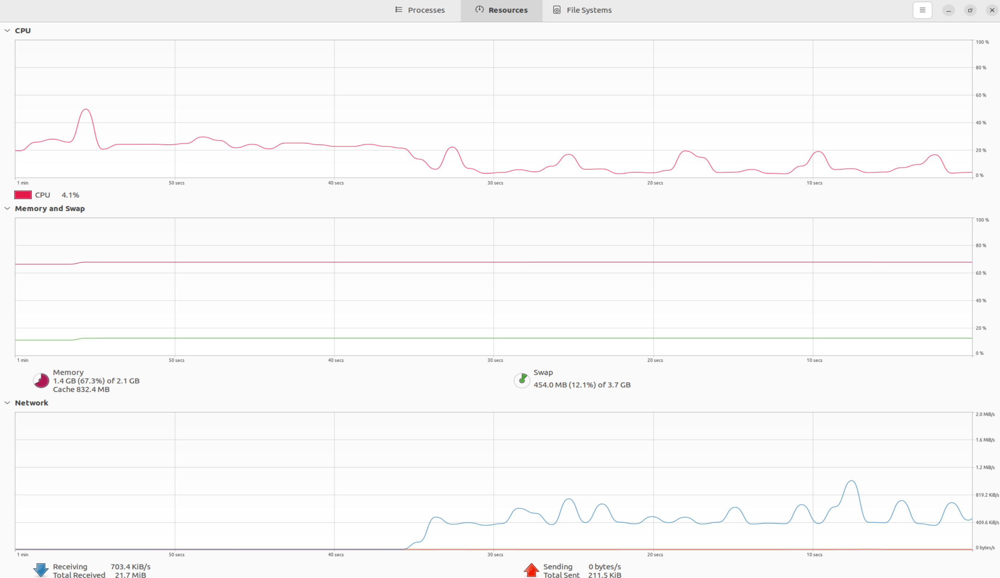 Processes
Resources
File Systems
CPU
100 %
80 %
60 %
40 %
20 %
0 %
1 min 50 secs 40 secs 30 secs 20 secs 10 secs
CPU 4.1%
Memory and Swap
100 %
80 %
60 %
40 %
20 %
0 %
1 min 50 secs 40 secs 30 secs 20 secs 10 secs
Memory
1.4 GB (67.3%) of 2.1 GB
Cache 832.4 MB
Swap
454.0 MB (12.1%) of 3.7 GB
Network
2.0 MiB/s
1.6 MiB/s
1.2 MiB/s
819.2 KiB/s
409.6 KiB/s
0 bytes/s
1 min 50 secs 40 secs 30 secs 20 secs 10 secs
Receiving 703.4 KiB/s
Total Received 21.7 MiB
Sending 0 bytes/s
Total Sent 211.5 KiB